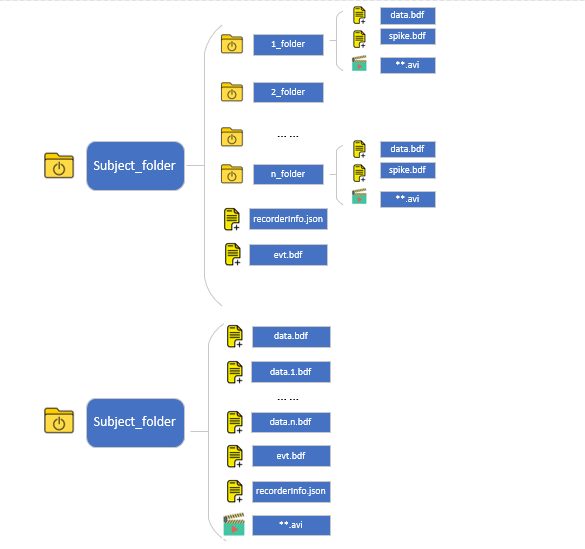 data.bdf
1_folder
spike.bdf
**.avi
2_folder
... ...
data.bdf
Subject_folder
n_folder
spike.bdf
**.avi
recorderInfo.json
evt.bdf
data.bdf
data.1.bdf
... ...
Subject_folder
data.n.bdf
evt.bdf
recorderInfo.json
**.avi